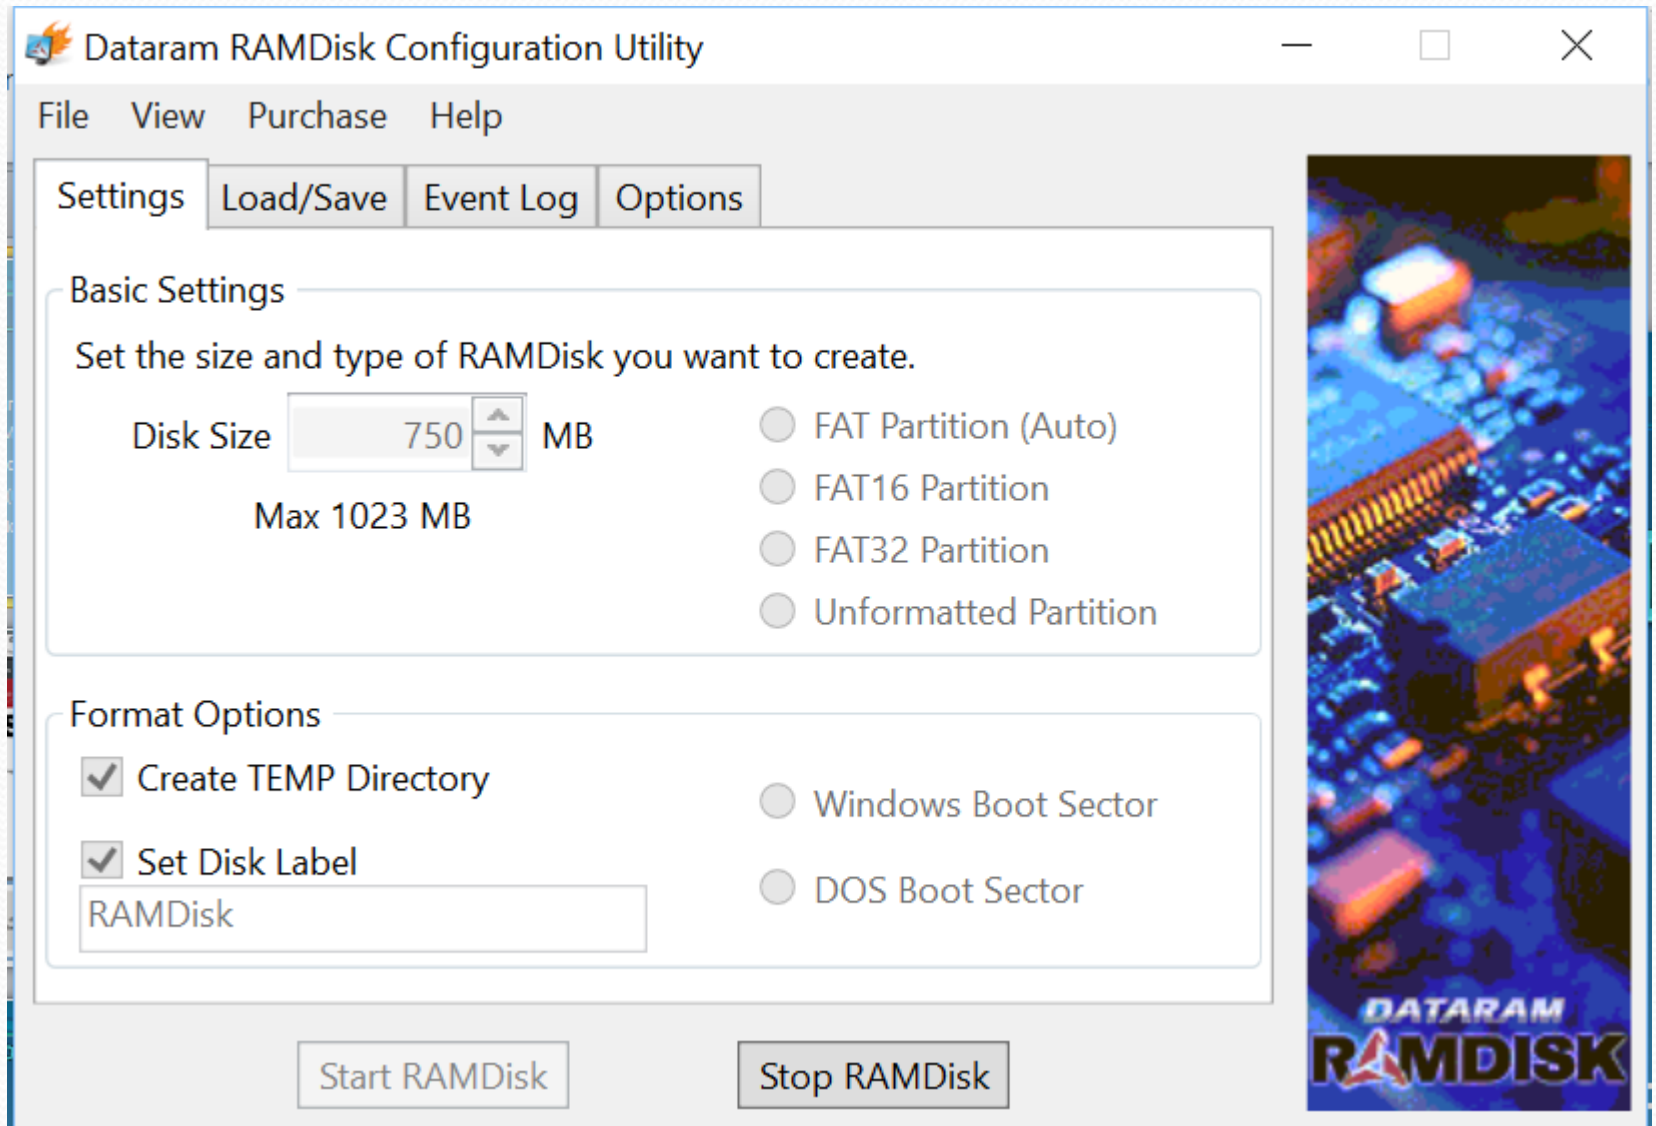 Dataram RAMDisk Configuration Utility
File View Purchase Help
Settings Load/Save Event Log Options
Basic Settings
Set the size and type of RAMDisk you want to create.
Disk Size 750 MB
Max 1023 MB
FAT Partition (Auto)
FAT16 Partition
FAT32 Partition
Unformatted Partition
Format Options
Create TEMP Directory
Set Disk Label
RAMDisk
Windows Boot Sector
DOS Boot Sector
Start RAMDisk Stop RAMDisk
DATARAM
RAMDISK